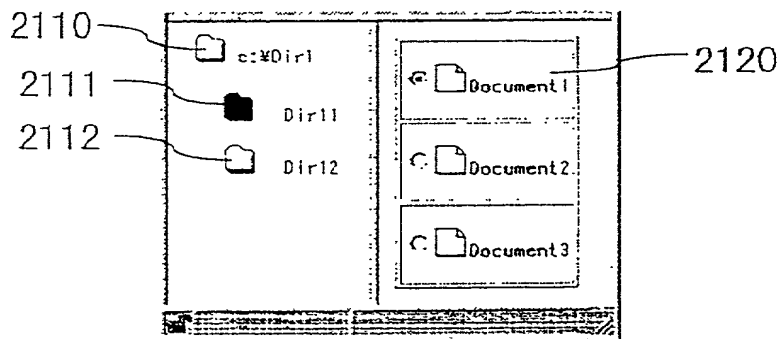 2110
c:¥Dir1
2111
Dir11
2112
Dir12
2120
Document1
Document2
Document3